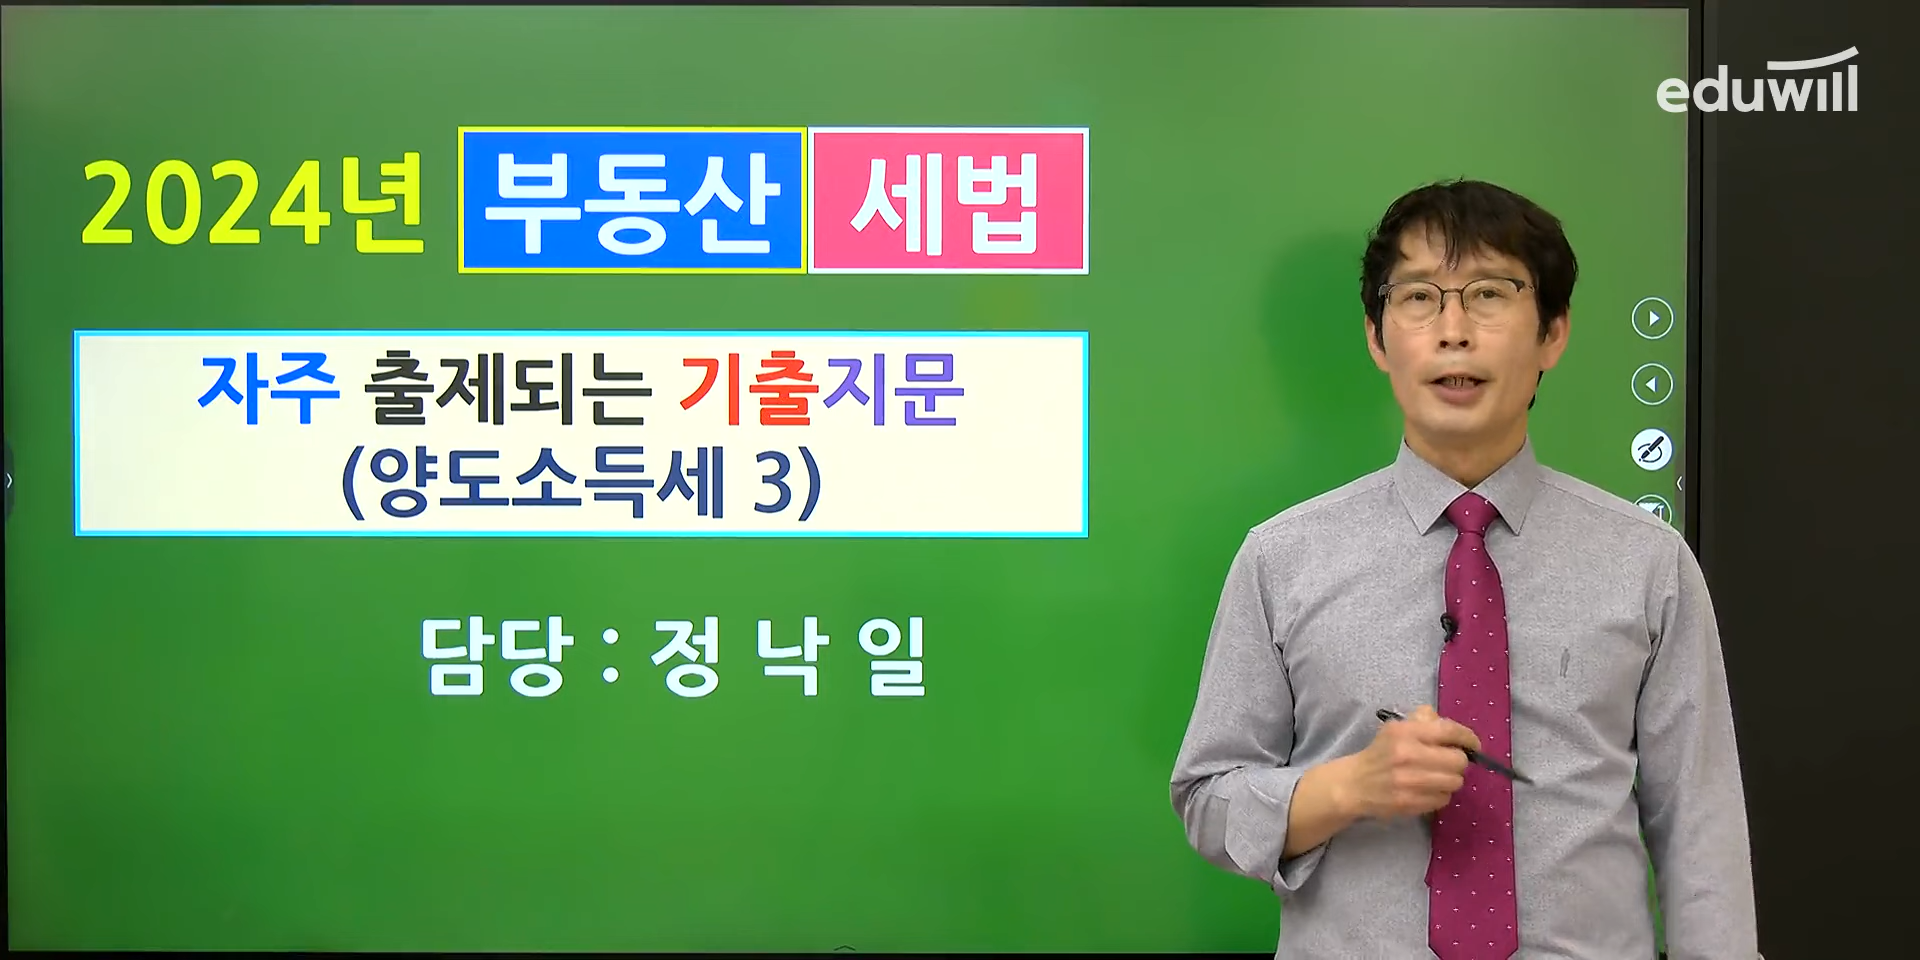 eduwill
2024년 부동산 세법
자주 출제되는 기출지문
(양도소득세 3)
담당 : 정 낙 일